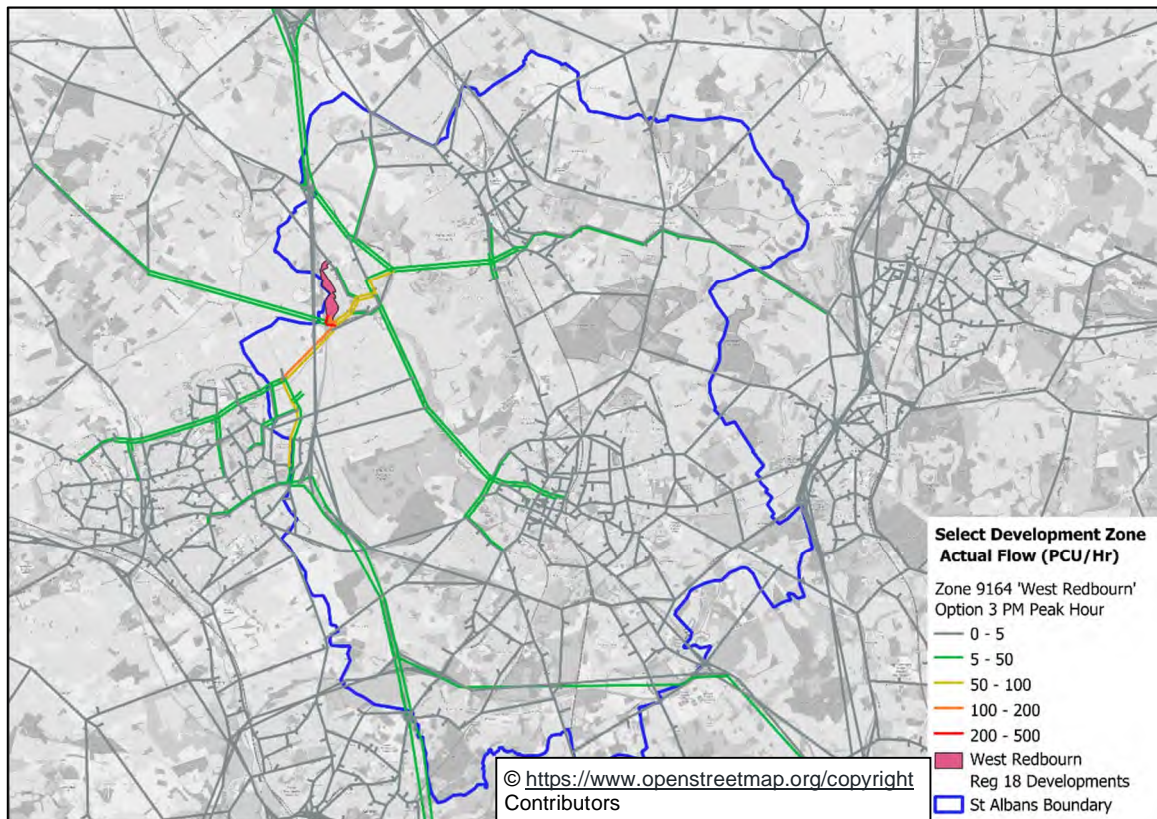 Select Development Zone
Actual Flow (PCU/Hr)
Zone 9164 'West Redbourn'
Option 3 PM Peak Hour
0 - 5
5 - 50
50 - 100
100 - 200
200 - 500
West Redbourn
Reg 18 Developments
St Albans Boundary
© https://www.openstreetmap.org/copyright
Contributors